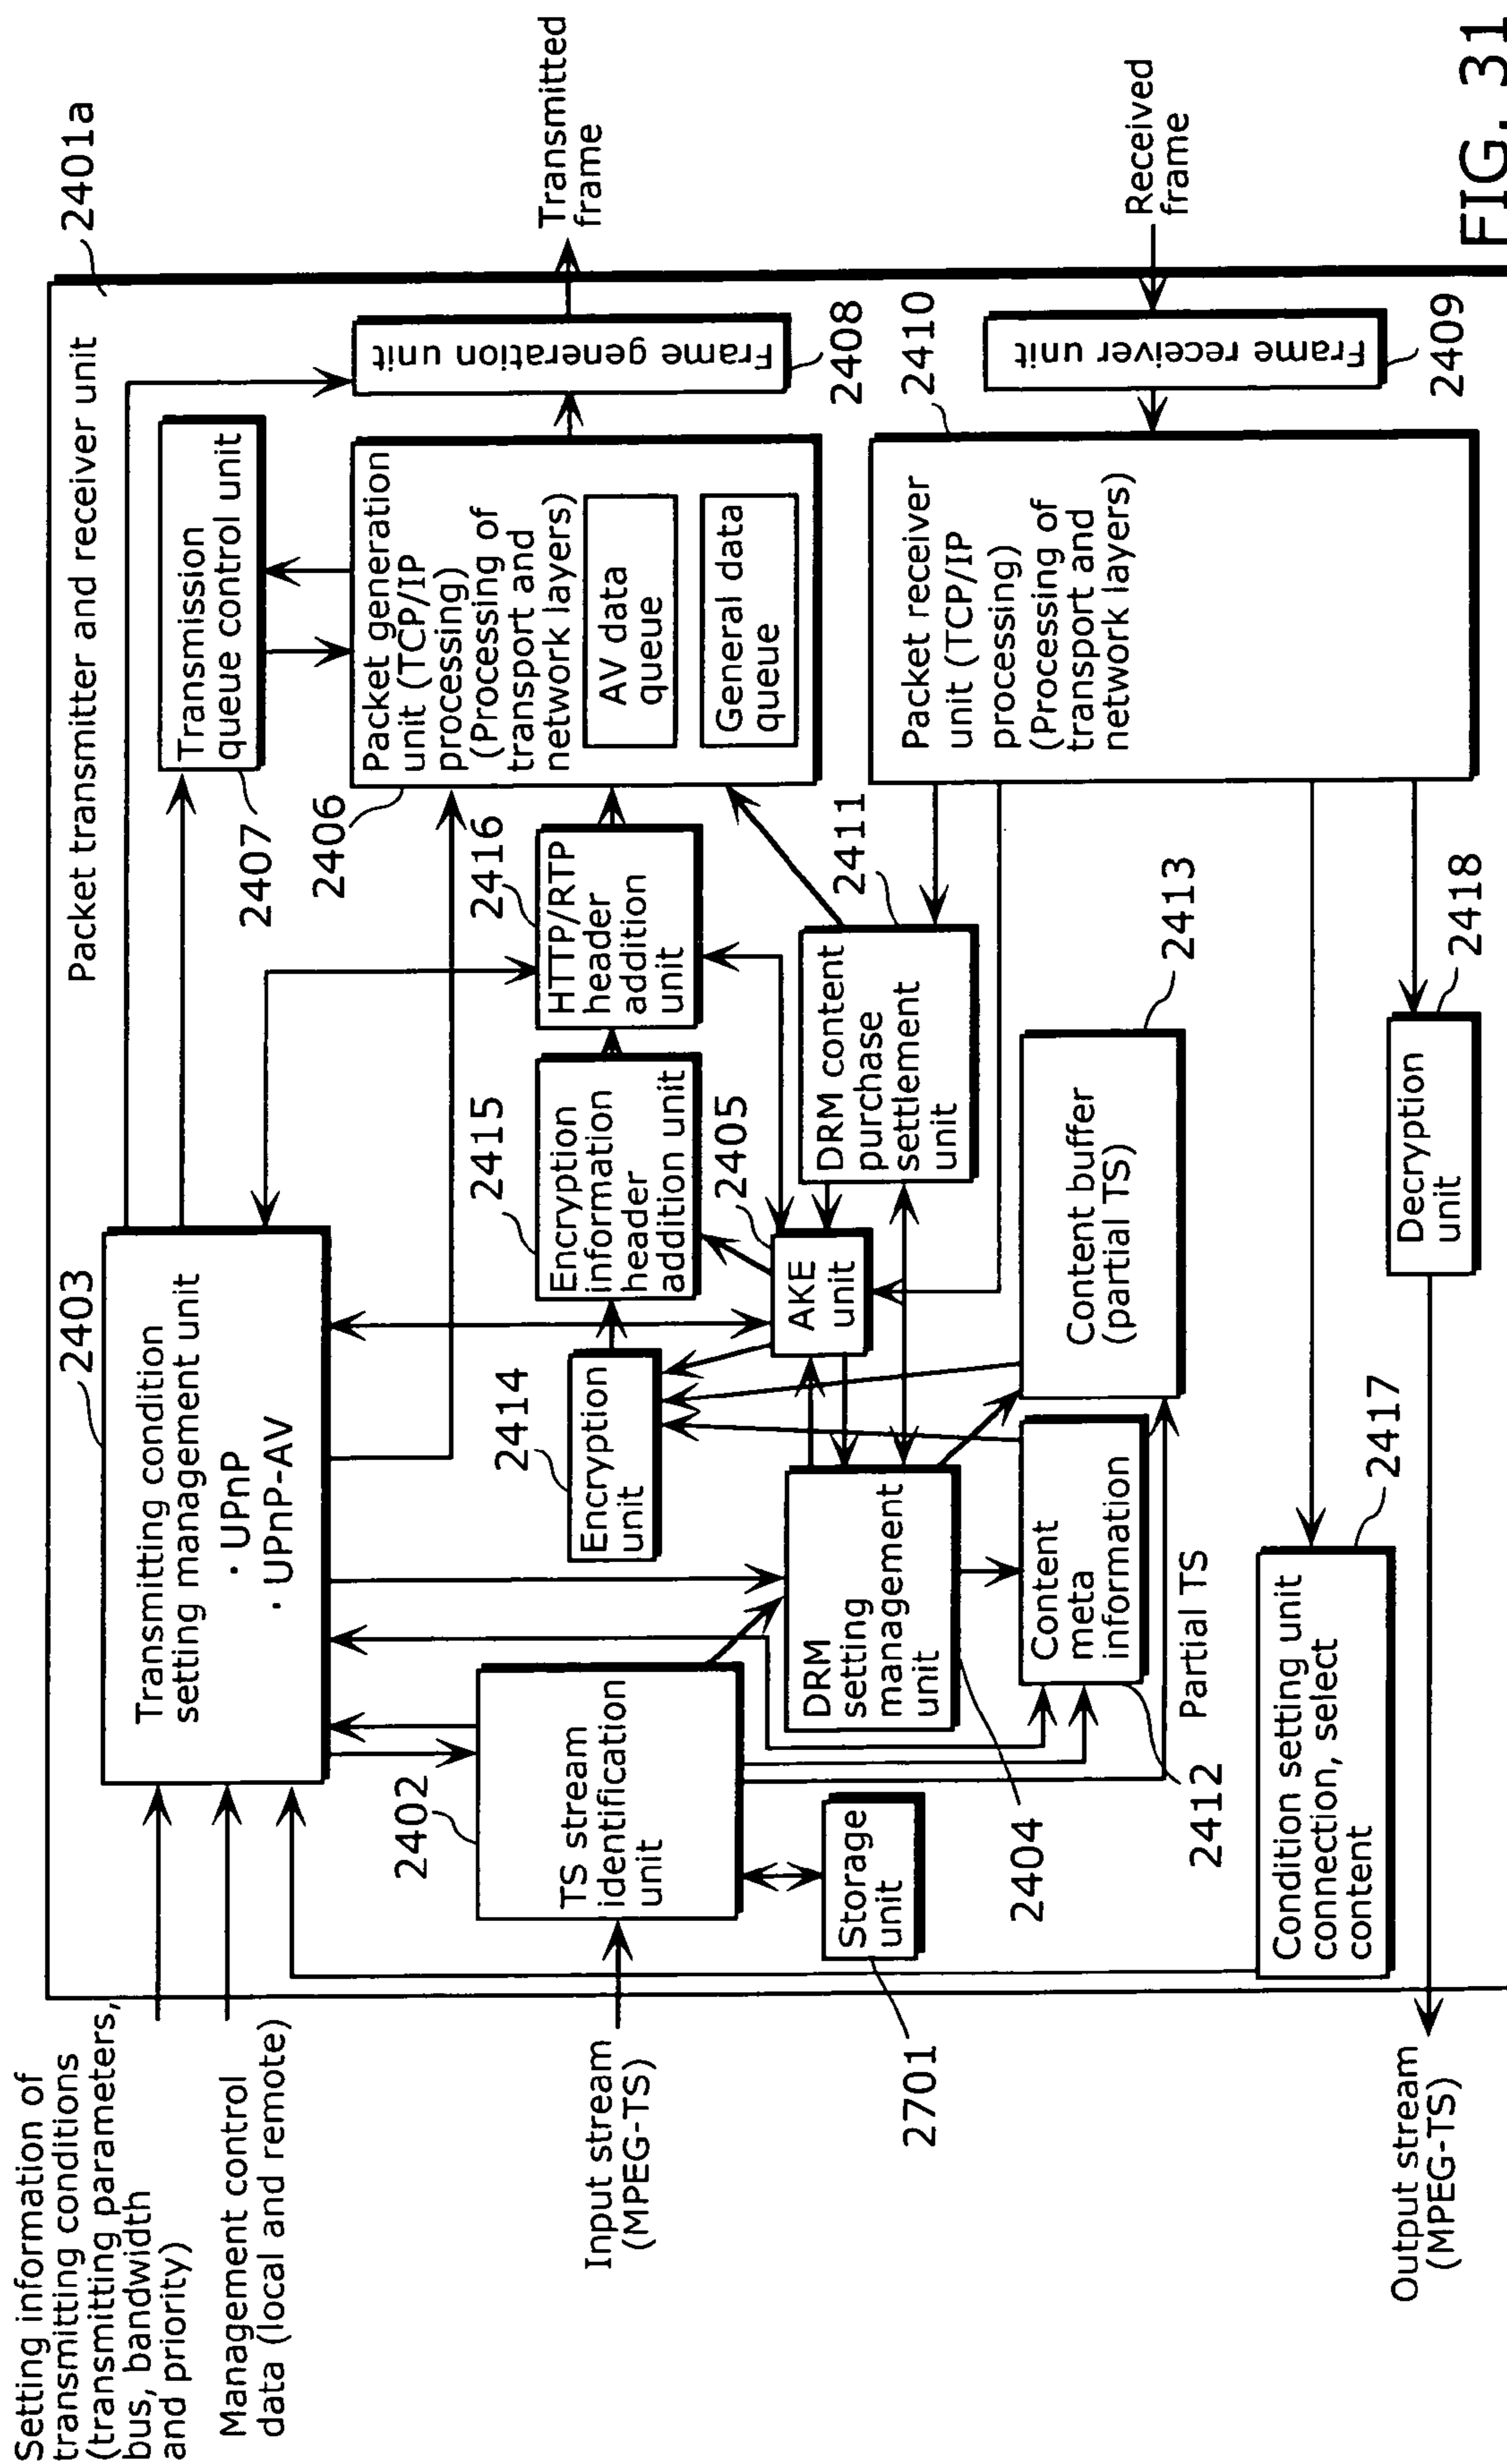 Setting information of
transmitting conditions
(transmitting parameters,
bus, bandwidth
and priority)
Management control
data (local and remote)
Input stream
(MPEG-TS)
2701
Output stream
(MPEG-TS)
Packet transmitter and receiver unit
2401a
2403
Transmitting condition
setting management unit
· UPnP
· UPnP-AV
2402
TS stream
identification
unit
Storage
unit
2404
DRM
setting
management
unit
2412
Content
meta
information
Partial TS
2414
Encryption
unit
2415
Encryption
information
header
addition unit
2405
AKE
unit
2416
HTTP/RTP
header
addition
unit
2411
DRM content
purchase
settlement
unit
2413
Content buffer
(partial TS)
2407
Transmission
queue control unit
2406
Packet generation
unit (TCP/IP
processing)
(Processing of
transport and
network layers)
AV data
queue
General data
queue
2408
Frame generation unit
Transmitted
frame
2410
Packet receiver
unit (TCP/IP
processing)
(Processing of
transport and
network layers)
2409
Frame receiver unit
Received
frame
2417
Condition setting unit
connection, select
content
2418
Decryption
unit
FIG. 31